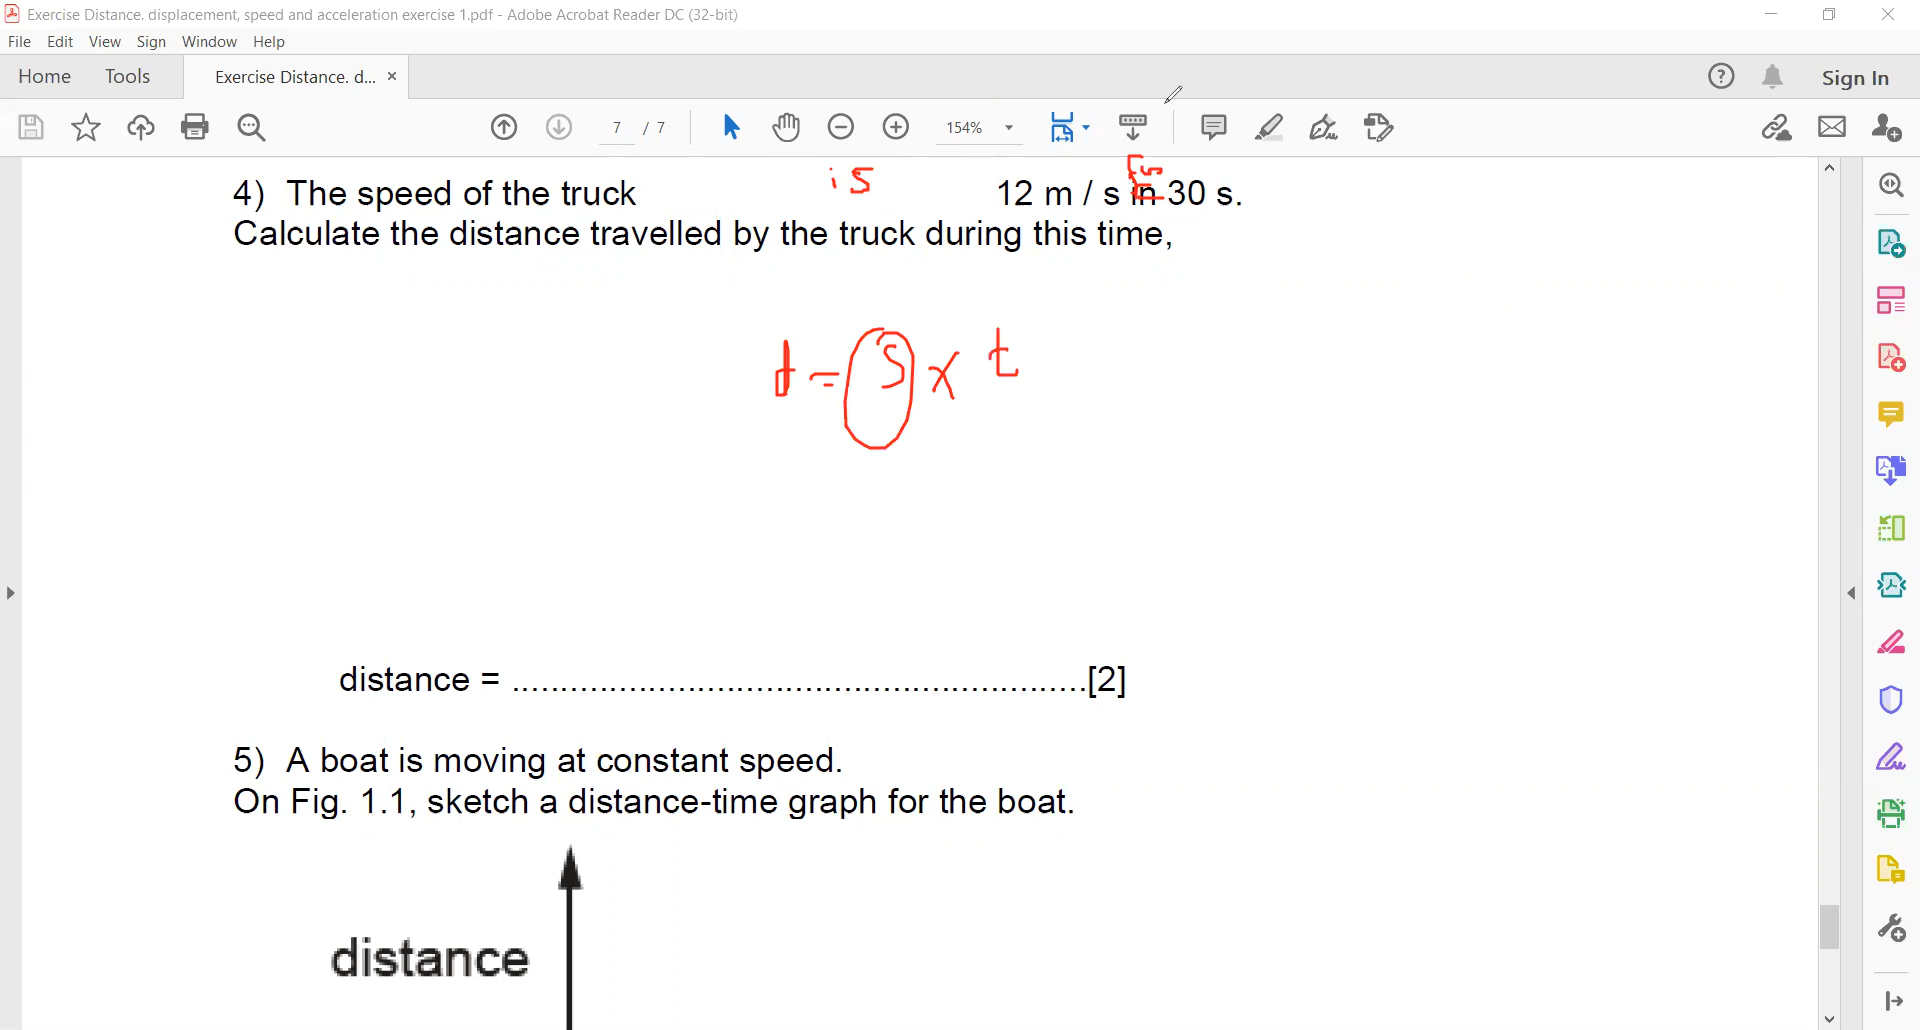 Exercise Distance. displacement, speed and acceleration exercise 1.pdf - Adobe Acrobat Reader DC (32-bit)
File Edit View Sign Window Help
Home Tools Exercise Distance. d... × Sign In
7 / 7 154%
is
4) The speed of the truck 12 m / s in 30 s.
Calculate the distance travelled by the truck during this time,
d = s x t
distance = ..........................................................[2]
5) A boat is moving at constant speed.
On Fig. 1.1, sketch a distance-time graph for the boat.
distance